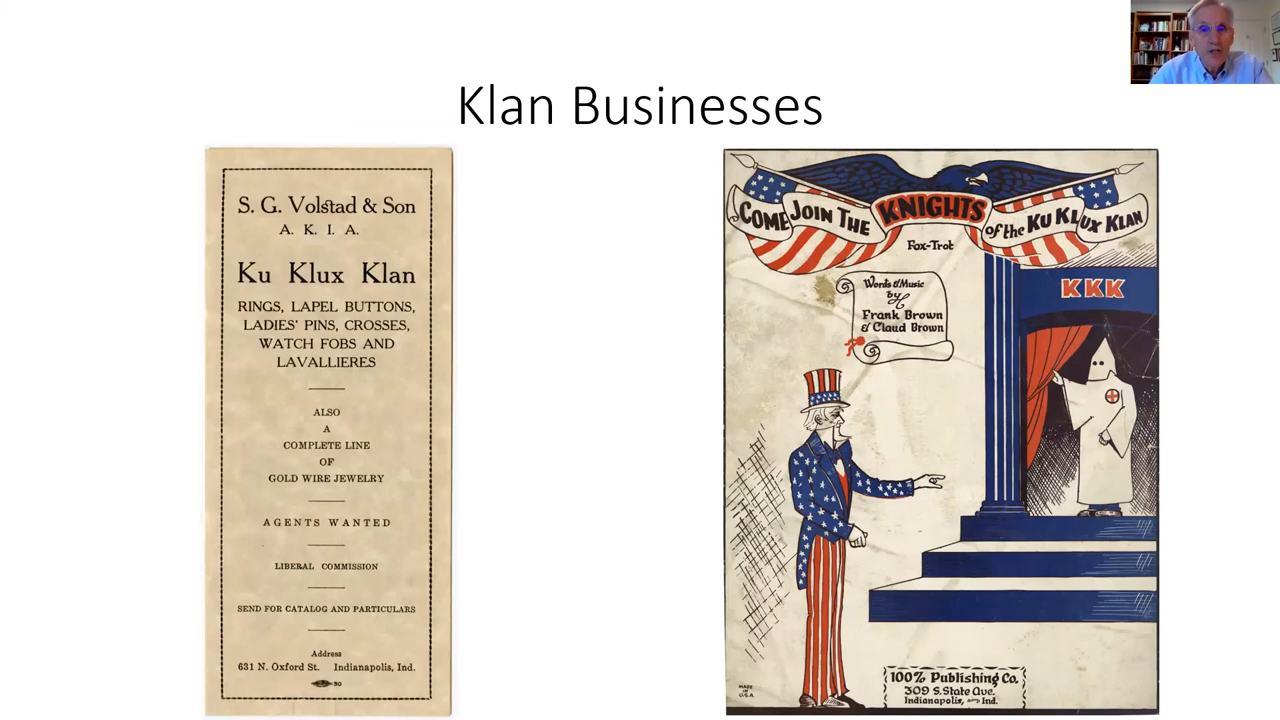 Klan Businesses
S. G. Volstad & Son
A. K. I. A.
Ku Klux Klan
RINGS, LAPEL BUTTONS,
LADIES' PINS, CROSSES,
WATCH FOBS AND
LAVALLIERES
ALSO
A
COMPLETE LINE
OF
GOLD WIRE JEWELRY
AGENTS WANTED
LIBERAL COMMISSION
SEND FOR CATALOG AND PARTICULARS
Address
631 N. Oxford St. Indianapolis, Ind.
30
COME JOIN THE KNIGHTS of the KU KLUX KLAN
Fox-Trot
Words & Music
by
Frank Brown
& Claud Brown
KKK
MADE
IN
U.S.A.
100% Publishing Co.
309 S. State Ave.
Indianapolis, Ind.